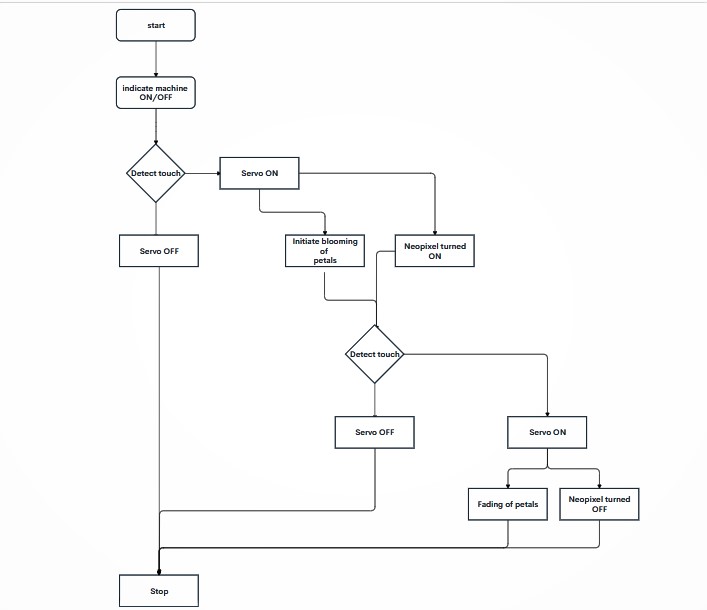 start
indicate machine
ON/OFF
Detect touch
Servo ON
Servo OFF
Initiate blooming
of
petals
Neopixel turned
ON
Detect touch
Servo OFF
Servo ON
Fading of petals
Neopixel turned
OFF
Stop